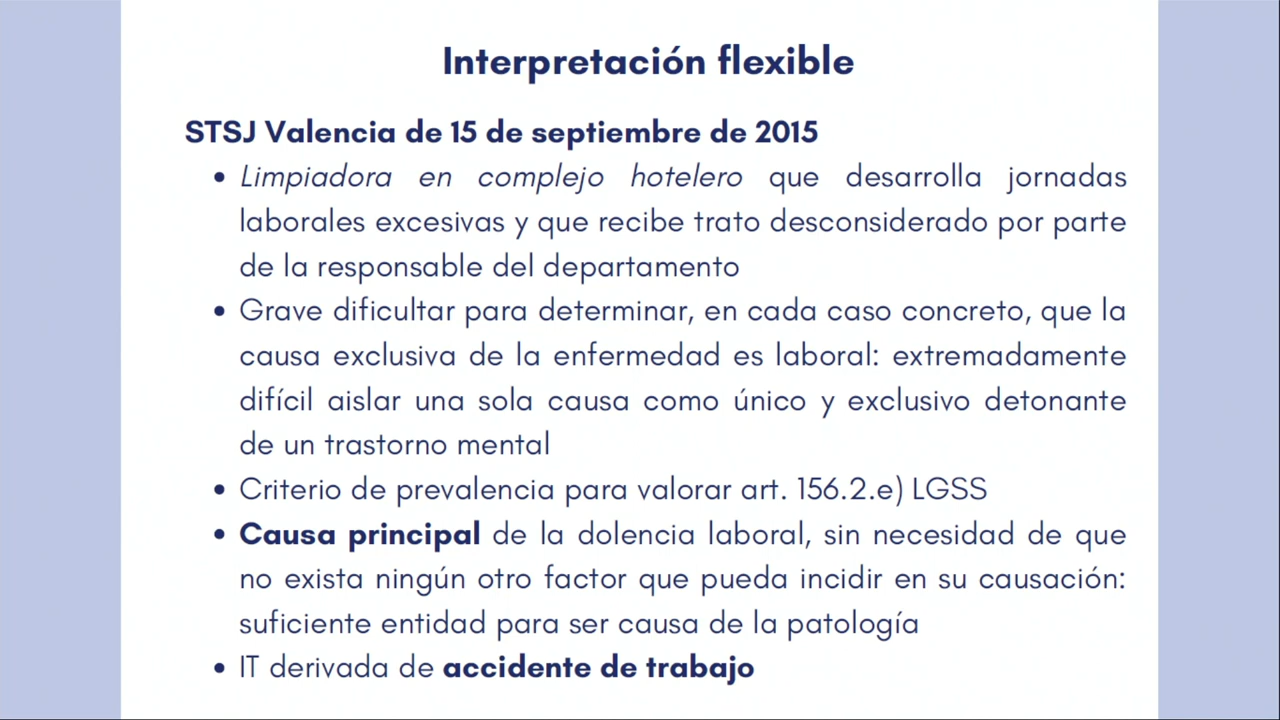 Interpretación flexible
STSJ Valencia de 15 de septiembre de 2015
• Limpiadora en complejo hotelero que desarrolla jornadas
laborales excesivas y que recibe trato desconsiderado por parte
de la responsable del departamento
• Grave dificultar para determinar, en cada caso concreto, que la
causa exclusiva de la enfermedad es laboral: extremadamente
difícil aislar una sola causa como único y exclusivo detonante
de un trastorno mental
• Criterio de prevalencia para valorar art. 156.2.e) LGSS
• Causa principal de la dolencia laboral, sin necesidad de que
no exista ningún otro factor que pueda incidir en su causación:
suficiente entidad para ser causa de la patología
• IT derivada de accidente de trabajo